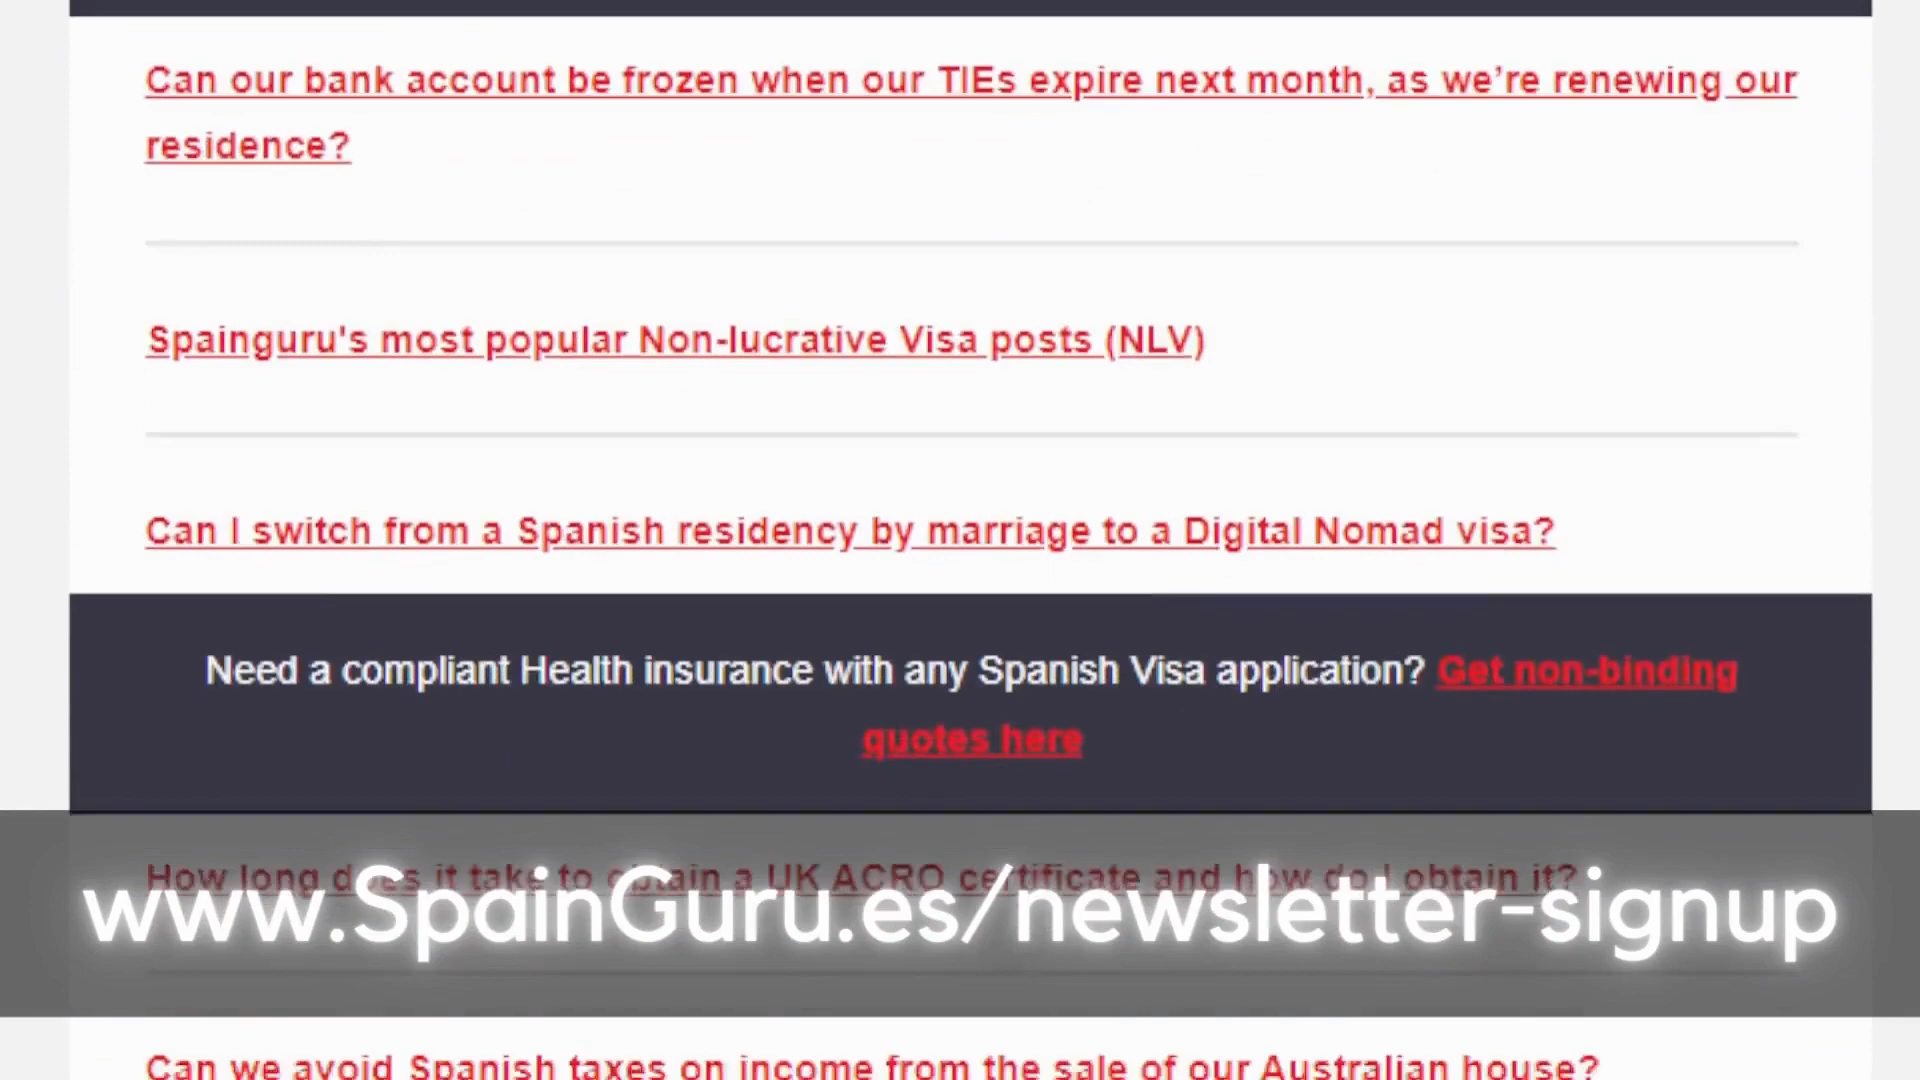 Can our bank account be frozen when our TIEs expire next month, as we’re renewing our
residence?
Spainguru's most popular Non-lucrative Visa posts (NLV)
Can I switch from a Spanish residency by marriage to a Digital Nomad visa?
Need a compliant Health insurance with any Spanish Visa application? Get non-binding
quotes here
How long does it take to obtain a UK ACRO certificate and how do I obtain it?
www.SpainGuru.es/newsletter-signup
Can we avoid Spanish taxes on income from the sale of our Australian house?